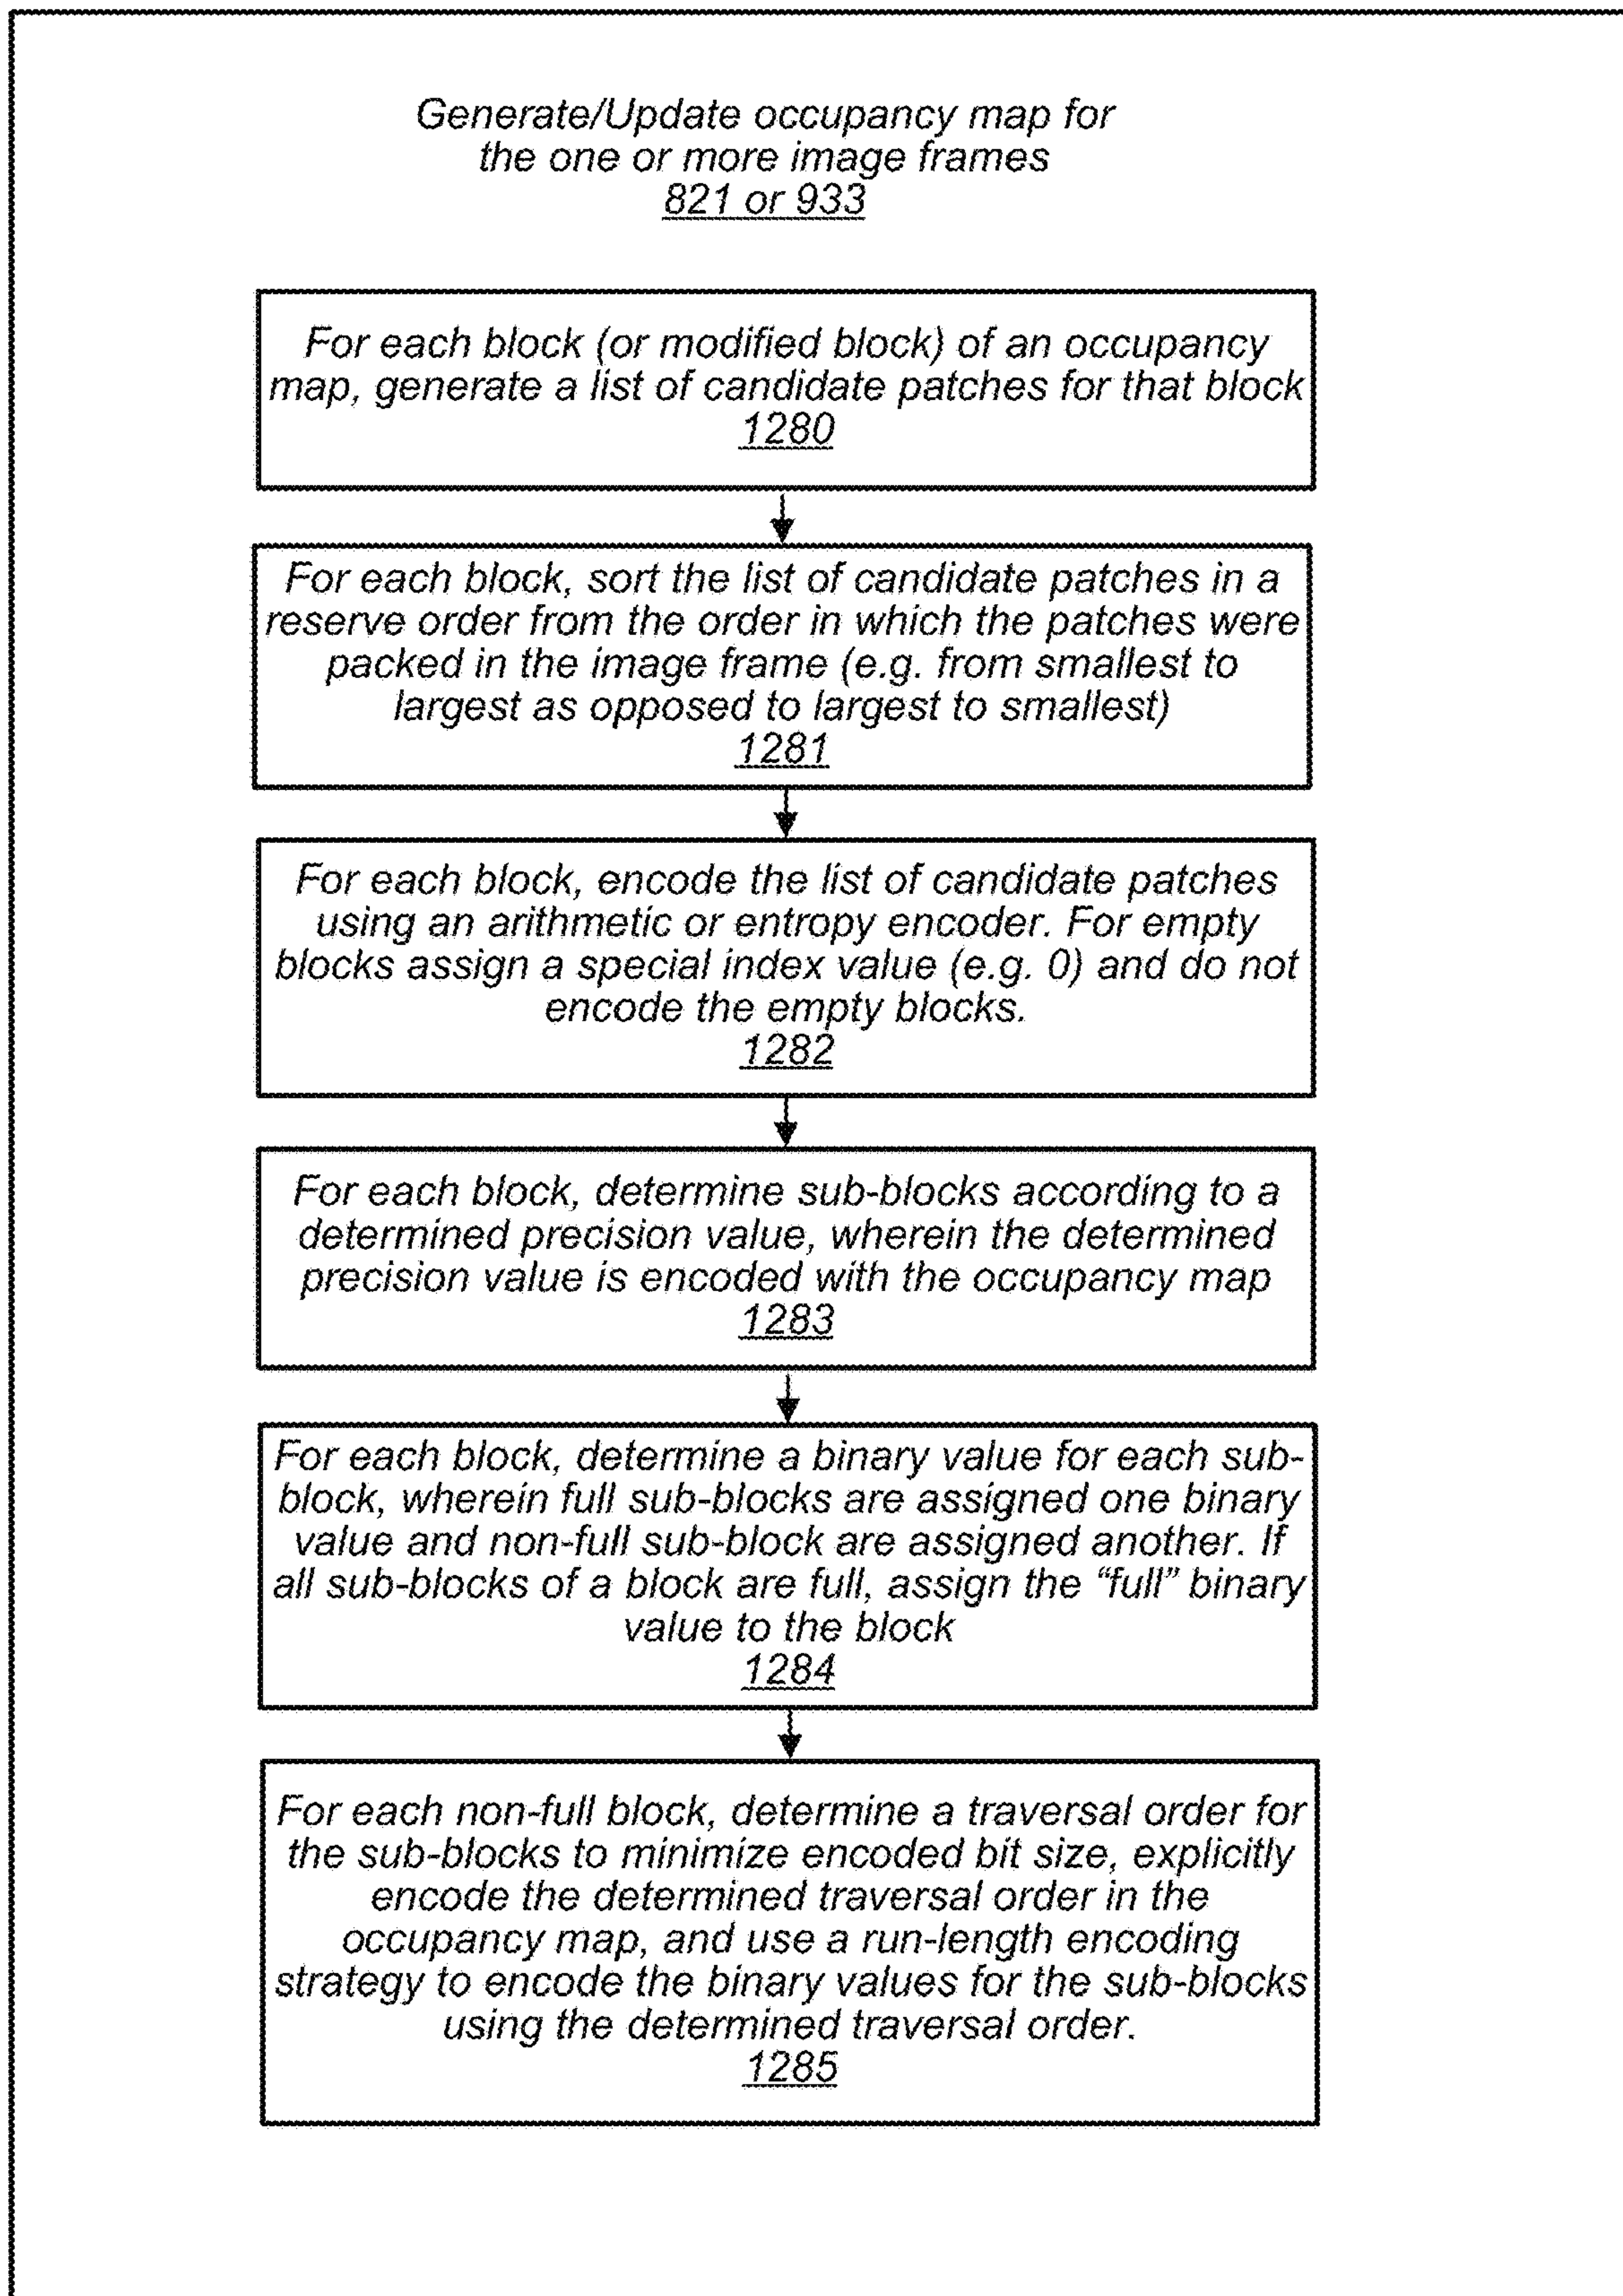 Generate/Update occupancy map for
the one or more image frames
821 or 933
For each block (or modified block) of an occupancy
map, generate a list of candidate patches for that block
1280
For each block, sort the list of candidate patches in a
reserve order from the order in which the patches were
packed in the image frame (e.g. from smallest to
largest as opposed to largest to smallest)
1281
For each block, encode the list of candidate patches
using an arithmetic or entropy encoder. For empty
blocks assign a special index value (e.g. 0) and do not
encode the empty blocks.
1282
For each block, determine sub-blocks according to a
determined precision value, wherein the determined
precision value is encoded with the occupancy map
1283
For each block, determine a binary value for each sub-
block, wherein full sub-blocks are assigned one binary
value and non-full sub-block are assigned another. If
all sub-blocks of a block are full, assign the “full” binary
value to the block
1284
For each non-full block, determine a traversal order for
the sub-blocks to minimize encoded bit size, explicitly
encode the determined traversal order in the
occupancy map, and use a run-length encoding
strategy to encode the binary values for the sub-blocks
using the determined traversal order.
1285